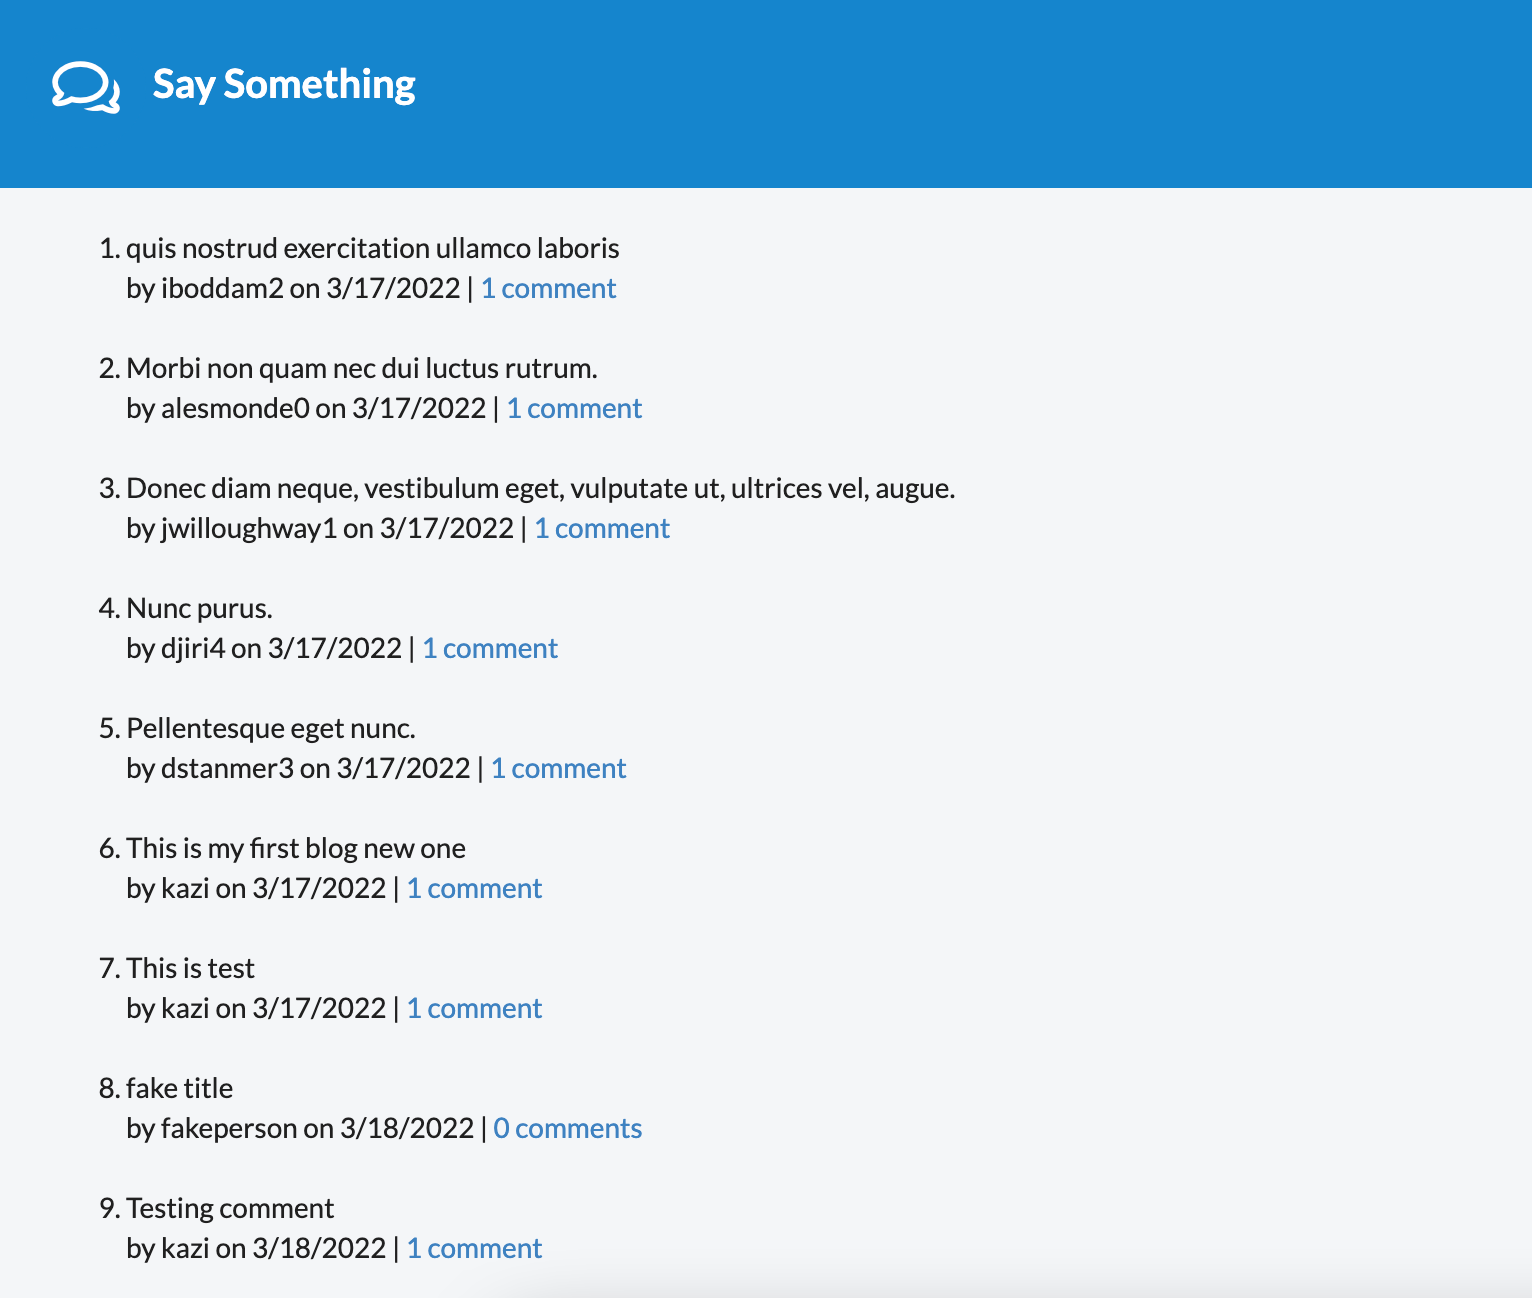 Say Something
1. quis nostrud exercitation ullamco laboris
by iboddam2 on 3/17/2022 | 1 comment
2. Morbi non quam nec dui luctus rutrum.
by alesmonde0 on 3/17/2022 | 1 comment
3. Donec diam neque, vestibulum eget, vulputate ut, ultrices vel, augue.
by jwilloughway1 on 3/17/2022 | 1 comment
4. Nunc purus.
by djiri4 on 3/17/2022 | 1 comment
5. Pellentesque eget nunc.
by dstanmer3 on 3/17/2022 | 1 comment
6. This is my first blog new one
by kazi on 3/17/2022 | 1 comment
7. This is test
by kazi on 3/17/2022 | 1 comment
8. fake title
by fakeperson on 3/18/2022 | 0 comments
9. Testing comment
by kazi on 3/18/2022 | 1 comment